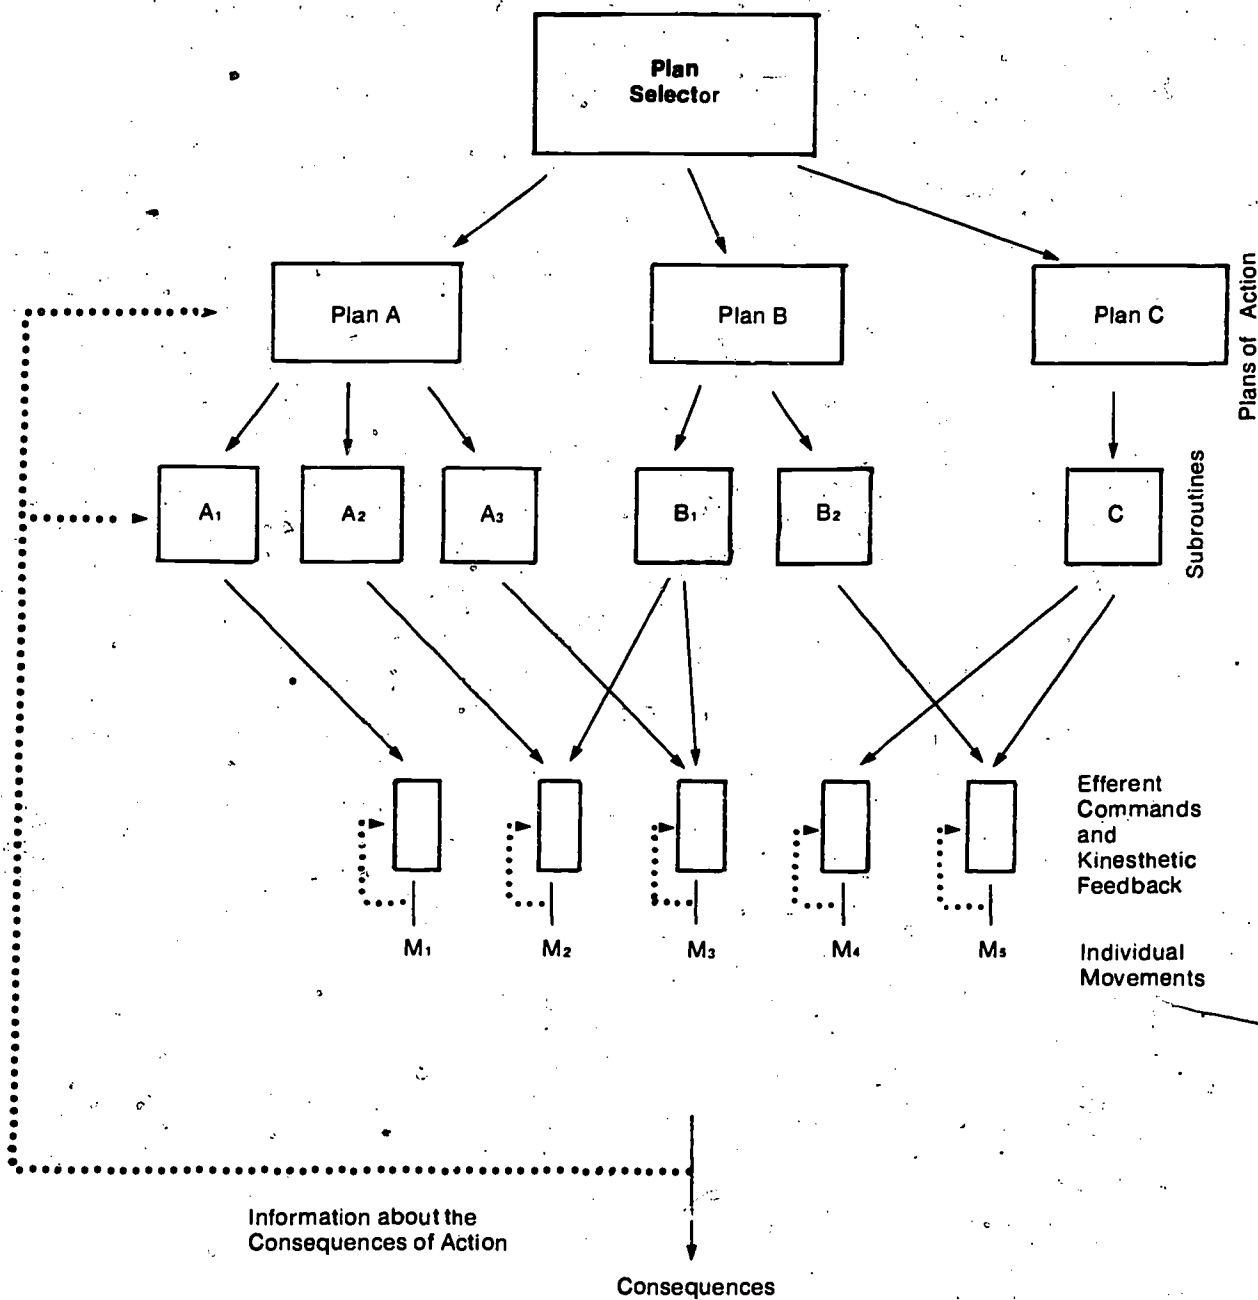 Plan
Selector
Plan A
Plan B
Plan C
Plans of Action
A₁
A₂
A₃
B₁
B₂
C
Subroutines
Efferent
Commands
and
Kinesthetic
Feedback
M₁
M₂
M₃
M₄
M₅
Individual
Movements
Information about the
Consequences of Action
Consequences